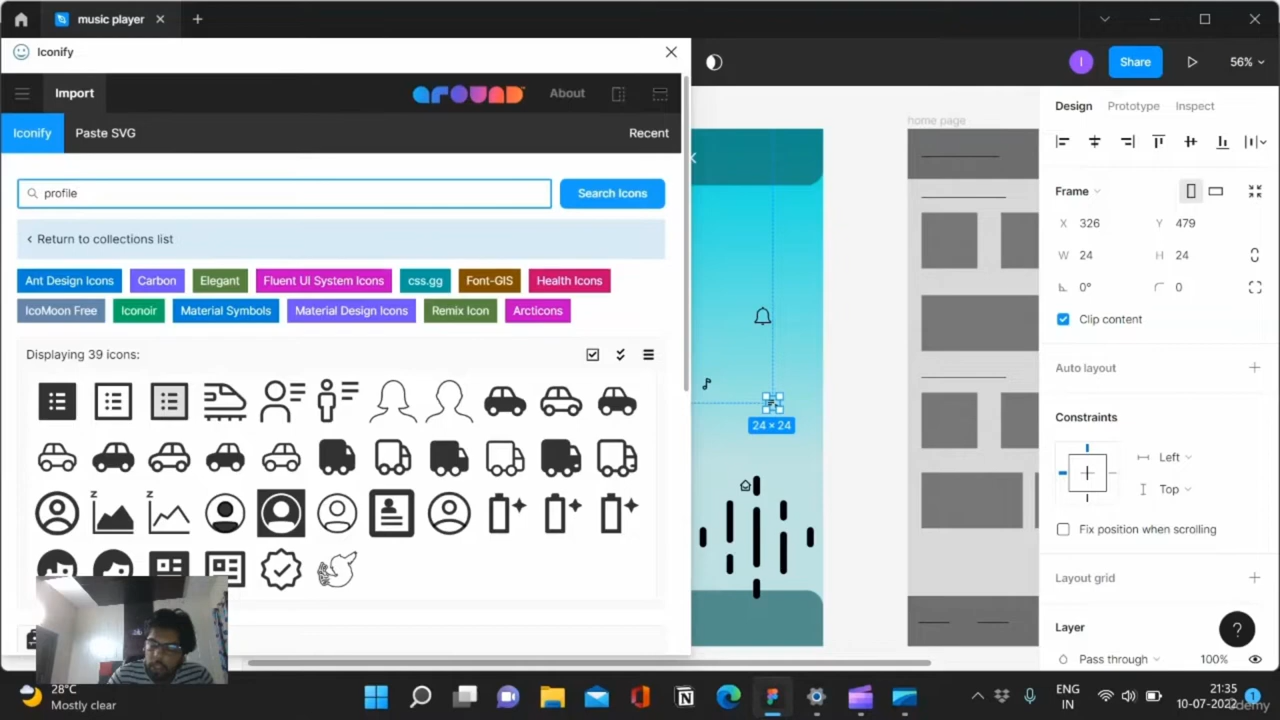 music player
Iconify
Share
56%
Import
around
About
Design
Prototype
Inspect
home page
Iconify
Paste SVG
Recent
profile
Search Icons
Frame
X 326
Y 479
Return to collections list
W 24
H 24
Ant Design Icons
Carbon
Elegant
Fluent UI System Icons
css.gg
Font-GIS
Health Icons
0°
0
IcoMoon Free
Iconoir
Material Symbols
Material Design Icons
Remix Icon
Arcticons
Clip content
Displaying 39 icons:
Auto layout
24 × 24
Constraints
Left
Top
Fix position when scrolling
Layout grid
Layer
?
Pass through
100%
28°C
Mostly clear
ENG
IN
21:35
10-07-2022
1
Udemy